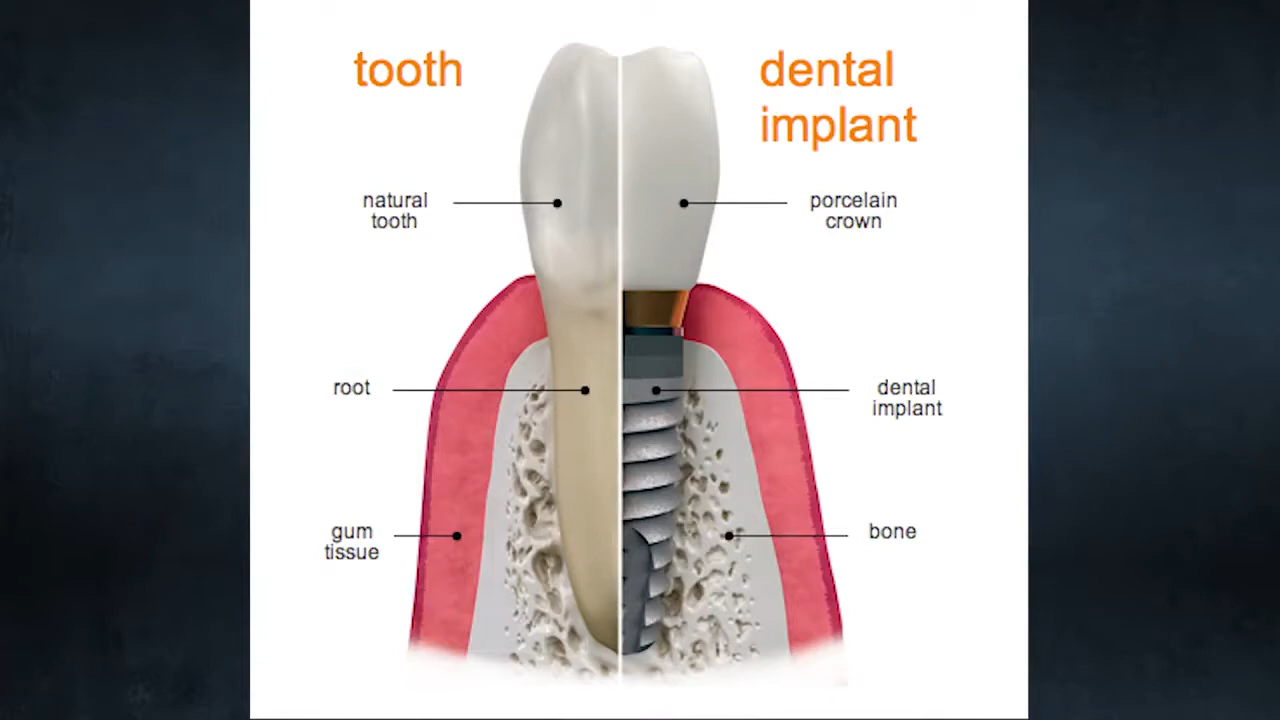 tooth
dental
implant
natural
tooth
porcelain
crown
root
dental
implant
gum
tissue
bone